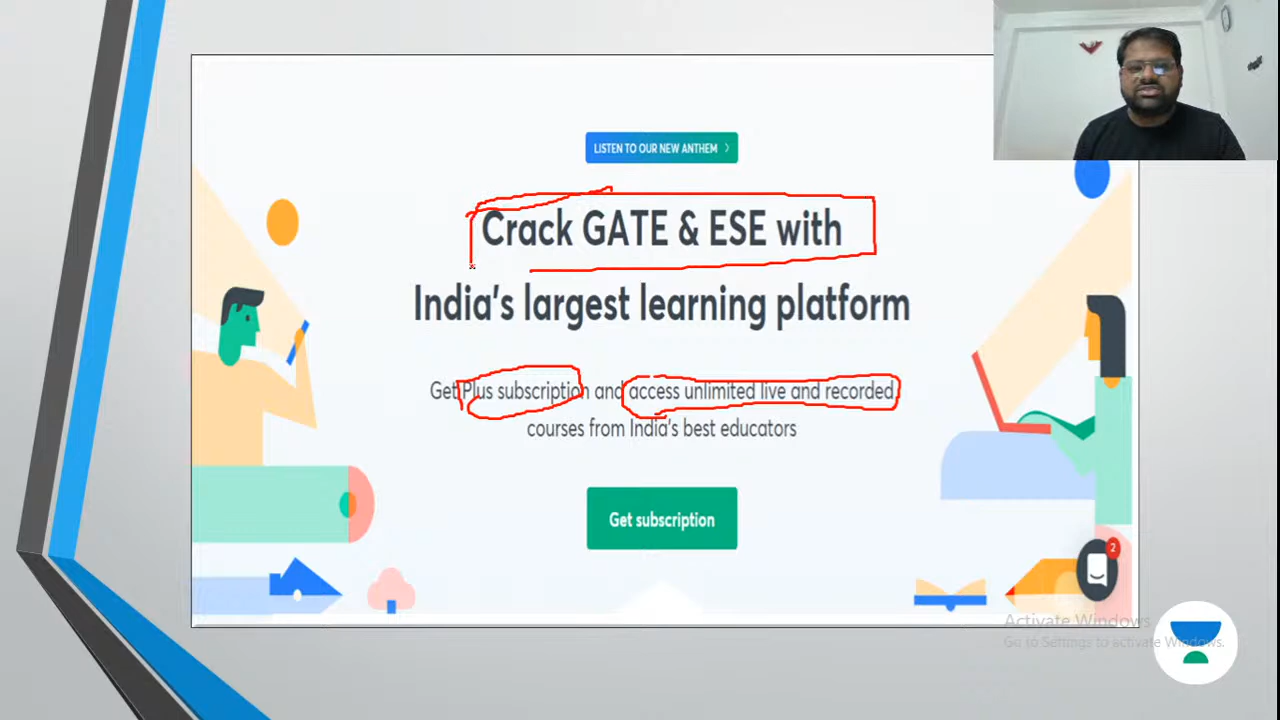 LISTEN TO OUR NEW ANTHEM
Crack GATE & ESE with
India's largest learning platform
Get Plus subscription and access unlimited live and recorded
courses from India's best educators
Get subscription
2
Activate Windows
Go to Settings to activate Windows.